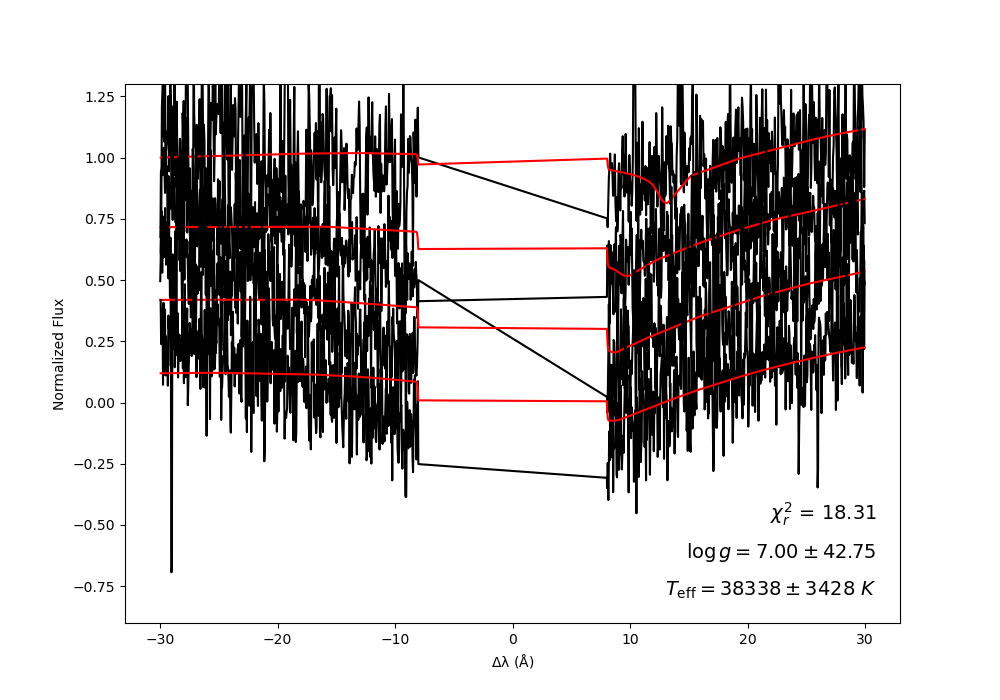 1.25
1.00
0.75
0.50
0.25
0.00
−0.25
−0.50
−0.75
Normalized Flux
χ²ᵣ = 18.31
log g = 7.00 ± 42.75
T_eff = 38338 ± 3428 K
−30 −20 −10 0 10 20 30
Δλ (Å)